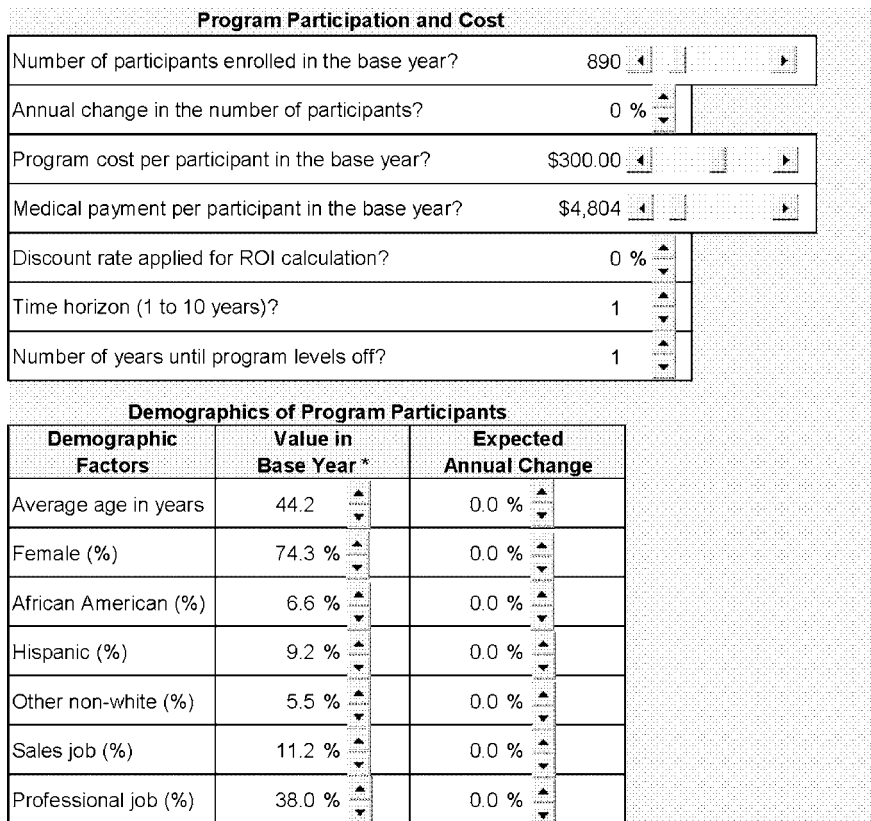 Program Participation and Cost
Number of participants enrolled in the base year? 890
Annual change in the number of participants? 0 %
Program cost per participant in the base year? $300.00
Medical payment per participant in the base year? $4,804
Discount rate applied for ROI calculation? 0 %
Time horizon (1 to 10 years)? 1
Number of years until program levels off? 1
Demographics of Program Participants
Demographic Value in Expected
Factors Base Year * Annual Change
Average age in years 44.2 0.0 %
Female (%) 74.3 % 0.0 %
African American (%) 6.6 % 0.0 %
Hispanic (%) 9.2 % 0.0 %
Other non-white (%) 5.5 % 0.0 %
Sales job (%) 11.2 % 0.0 %
Professional job (%) 38.0 % 0.0 %